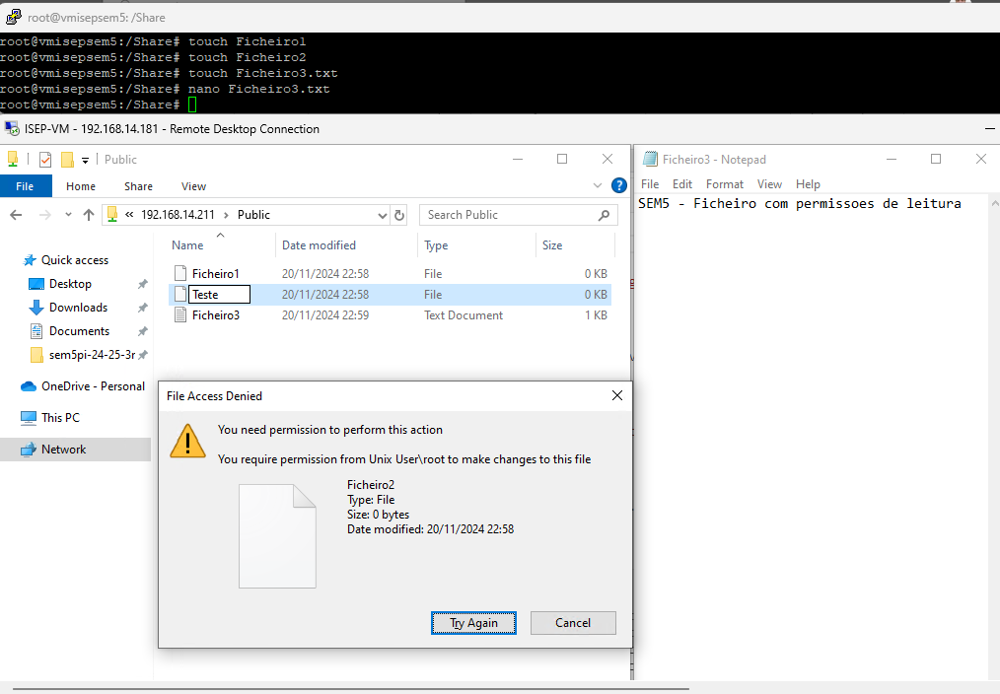 root@vmisepsem5: /Share
root@vmisepsem5:/Share# touch Ficheiro1
root@vmisepsem5:/Share# touch Ficheiro2
root@vmisepsem5:/Share# touch Ficheiro3.txt
root@vmisepsem5:/Share# nano Ficheiro3.txt
root@vmisepsem5:/Share#
ISEP-VM - 192.168.14.181 - Remote Desktop Connection
Public
File Home Share View
« 192.168.14.211 > Public
Search Public
Name Date modified Type Size
Quick access
Desktop
Downloads
Documents
sem5pi-24-25-3r
OneDrive - Personal
This PC
Network
Ficheiro1 20/11/2024 22:58 File 0 KB
Teste 20/11/2024 22:58 File 0 KB
Ficheiro3 20/11/2024 22:59 Text Document 1 KB
File Access Denied
You need permission to perform this action
You require permission from Unix User\root to make changes to this file
Ficheiro2
Type: File
Size: 0 bytes
Date modified: 20/11/2024 22:58
Try Again Cancel
Ficheiro3 - Notepad
File Edit Format View Help
SEM5 - Ficheiro com permissoes de leitura